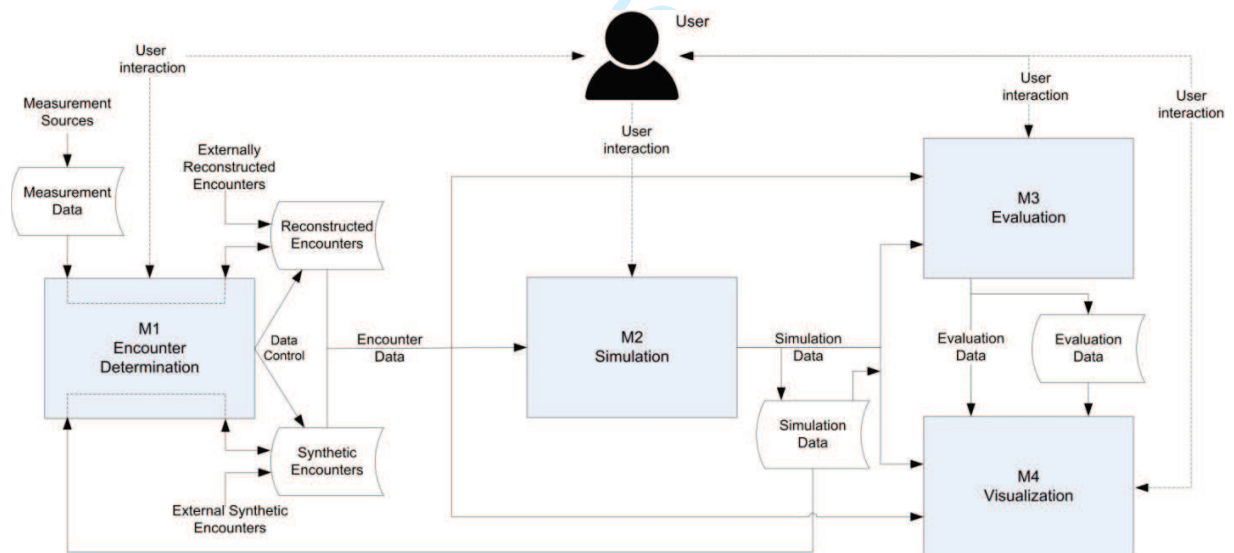 User
User
interaction
User
interaction
User
interaction
User
interaction
Measurement
Sources
Measurement
Data
Externally
Reconstructed
Encounters
Reconstructed
Encounters
M1
Encounter
Determination
Data
Control
Encounter
Data
Synthetic
Encounters
External Synthetic
Encounters
M2
Simulation
Simulation
Data
Simulation
Data
M3
Evaluation
Evaluation
Data
Evaluation
Data
M4
Visualization